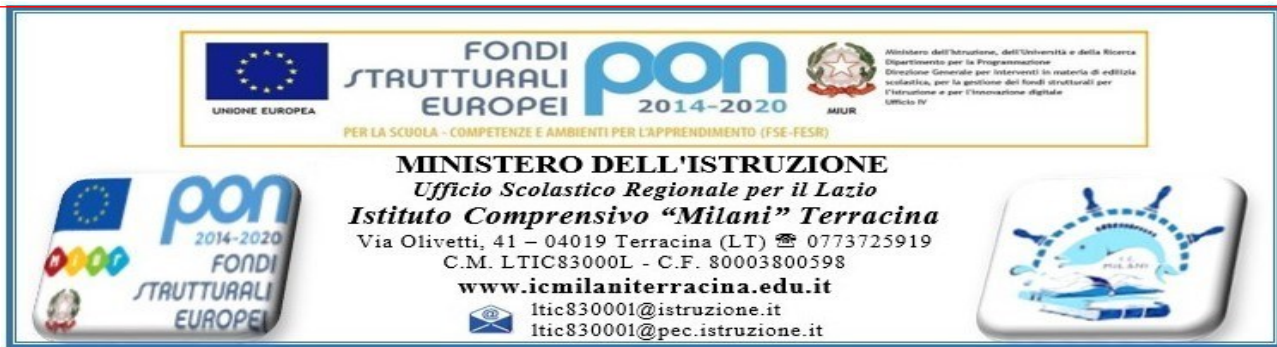 FONDI
STRUTTURALI
EUROPEI
pon
2014-2020
UNIONE EUROPEA
MIUR
Ministero dell'Istruzione, dell'Università e della Ricerca
Dipartimento per la Programmazione
Direzione Generale per interventi in materia di edilizia
scolastica, per la gestione dei fondi strutturali per
l'istruzione e per l'innovazione digitale
Ufficio IV
PER LA SCUOLA - COMPETENZE E AMBIENTI PER L'APPRENDIMENTO (FSE-FESR)
MINISTERO DELL'ISTRUZIONE
Ufficio Scolastico Regionale per il Lazio
Istituto Comprensivo “Milani” Terracina
Via Olivetti, 41 – 04019 Terracina (LT) ☎ 0773725919
C.M. LTIC83000L - C.F. 80003800598
www.icmilaniterracina.edu.it
ltic83000l@istruzione.it
ltic83000l@pec.istruzione.it
pon
2014-2020
MIUR
FONDI
STRUTTURALI
EUROPEI
I.C.
MILANI